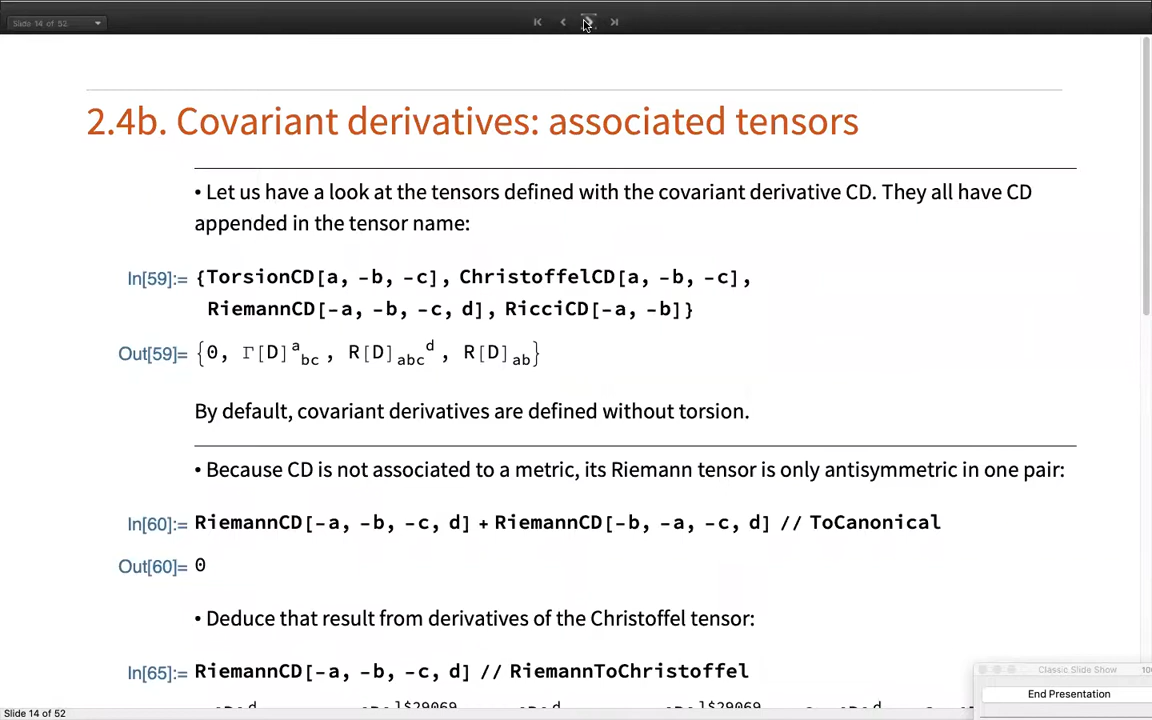 Slide 14 of 52
2.4b. Covariant derivatives: associated tensors
• Let us have a look at the tensors defined with the covariant derivative CD. They all have CD
appended in the tensor name:
In[59]:= {TorsionCD[a, -b, -c], ChristoffelCD[a, -b, -c],
RiemannCD[-a, -b, -c, d], RicciCD[-a, -b]}
Out[59]= {0, Γ[D]ᵃbc , R[D]abcᵈ , R[D]ab}
By default, covariant derivatives are defined without torsion.
• Because CD is not associated to a metric, its Riemann tensor is only antisymmetric in one pair:
In[60]:= RiemannCD[-a, -b, -c, d] + RiemannCD[-b, -a, -c, d] // ToCanonical
Out[60]= 0
• Deduce that result from derivatives of the Christoffel tensor:
In[65]:= RiemannCD[-a, -b, -c, d] // RiemannToChristoffel
Classic Slide Show
End Presentation
Slide 14 of 52